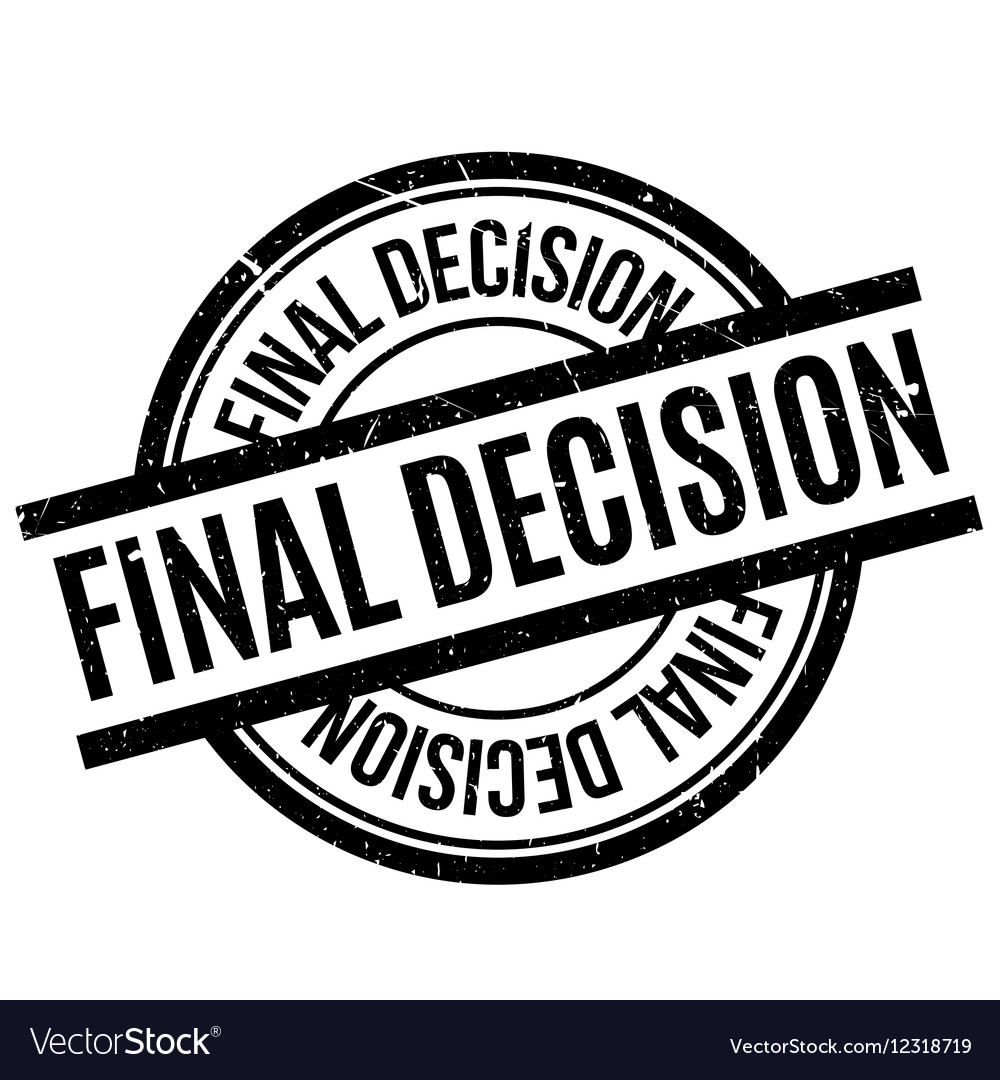 FINAL DECISION
FINAL DECISION
FINAL DECISION
VectorStock®
VectorStock.com/12318719